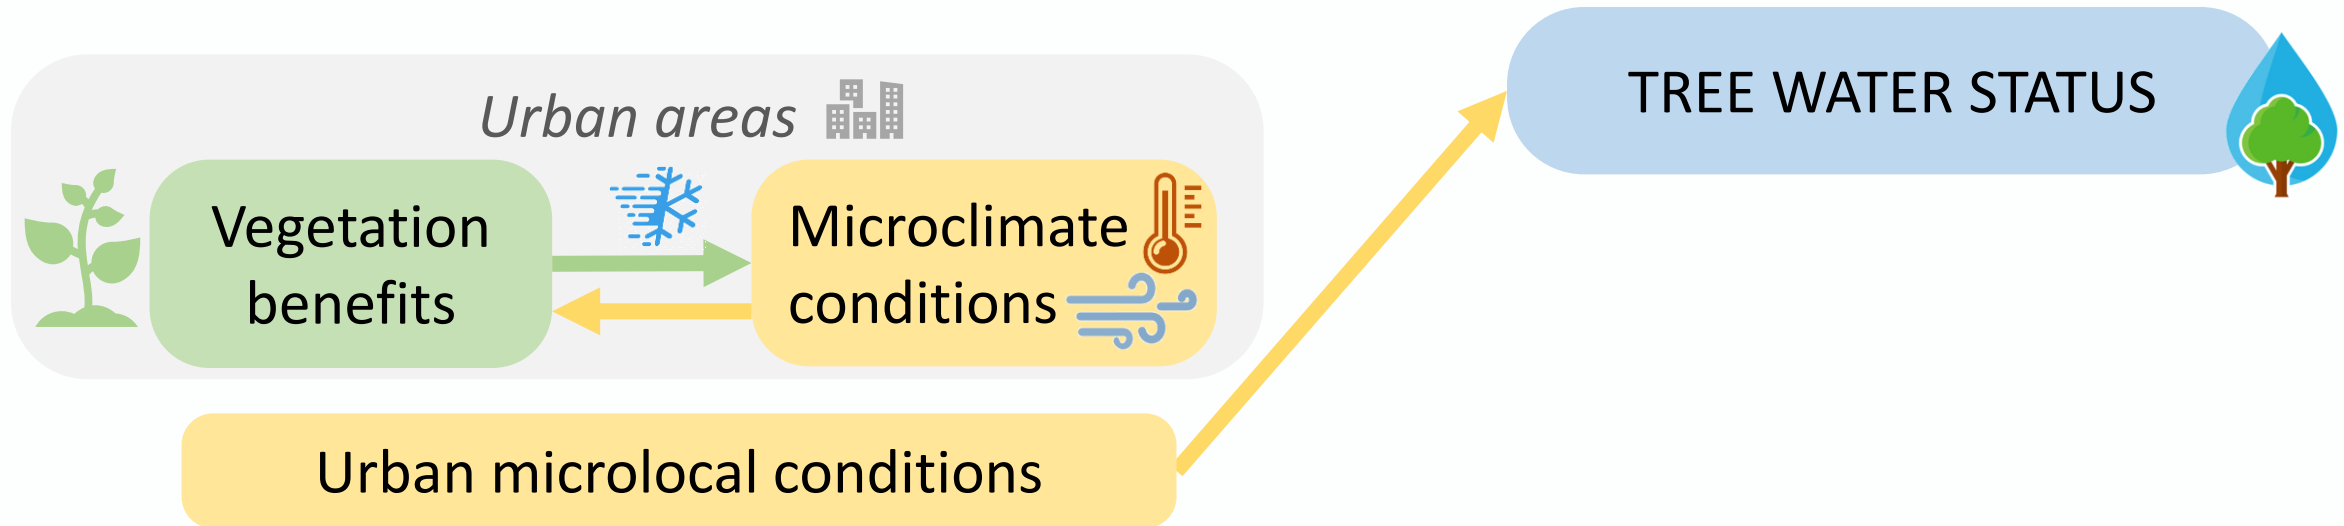 Urban areas
Vegetation
benefits
Microclimate
conditions
Urban microlocal conditions
TREE WATER STATUS